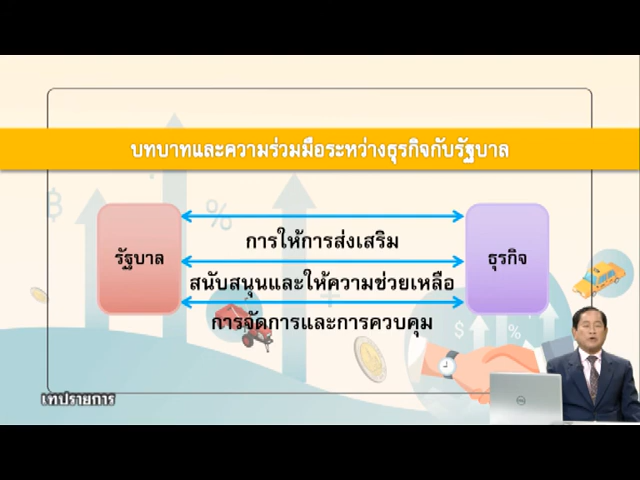 บทบาทและความร่วมมือระหว่างธุรกิจกับรัฐบาล
รัฐบาล
การให้การส่งเสริม
สนับสนุนและให้ความช่วยเหลือ
การจัดการและการควบคุม
ธุรกิจ
เทปรายการ